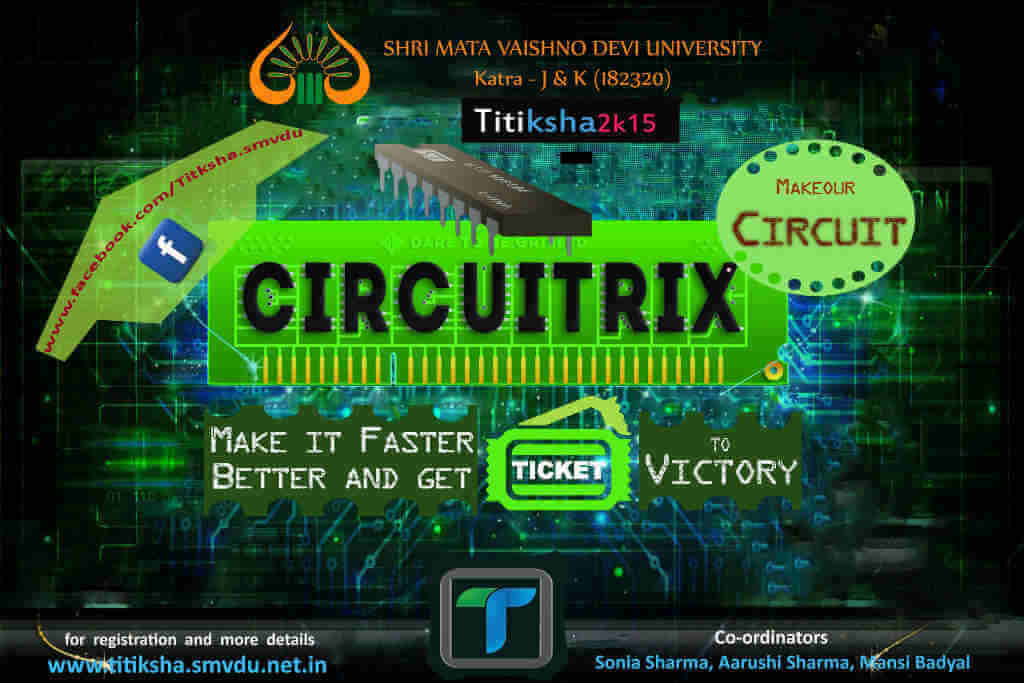 SHRI MATA VAISHNO DEVI UNIVERSITY
Katra - J & K (182320)
Titiksha2k15
www.facebook.com/Titksha.smvdu
f
MAKEOUR
CIRCUIT
CIRCUITRIX
MAKE IT FASTER
BETTER AND GET
TICKET
TO
VICTORY
for registration and more details
www.titiksha.smvdu.net.in
Co-ordinators
Sonia Sharma, Aarushi Sharma, Mansi Badyal